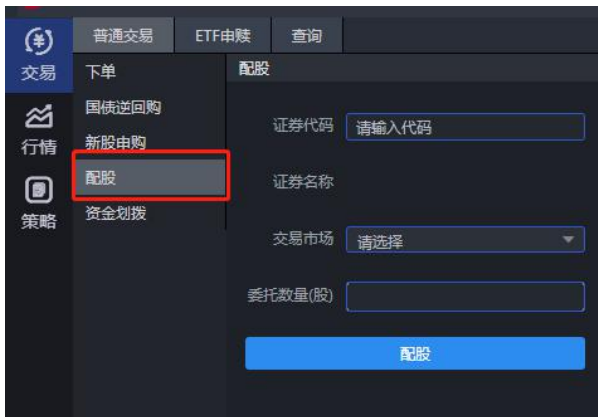 普通交易 ETF申赎 查询
交易
行情
策略
下单
国债逆回购
新股申购
配股
资金划拨
配股
证券代码 请输入代码
证券名称
交易市场 请选择
委托数量(股)
配股